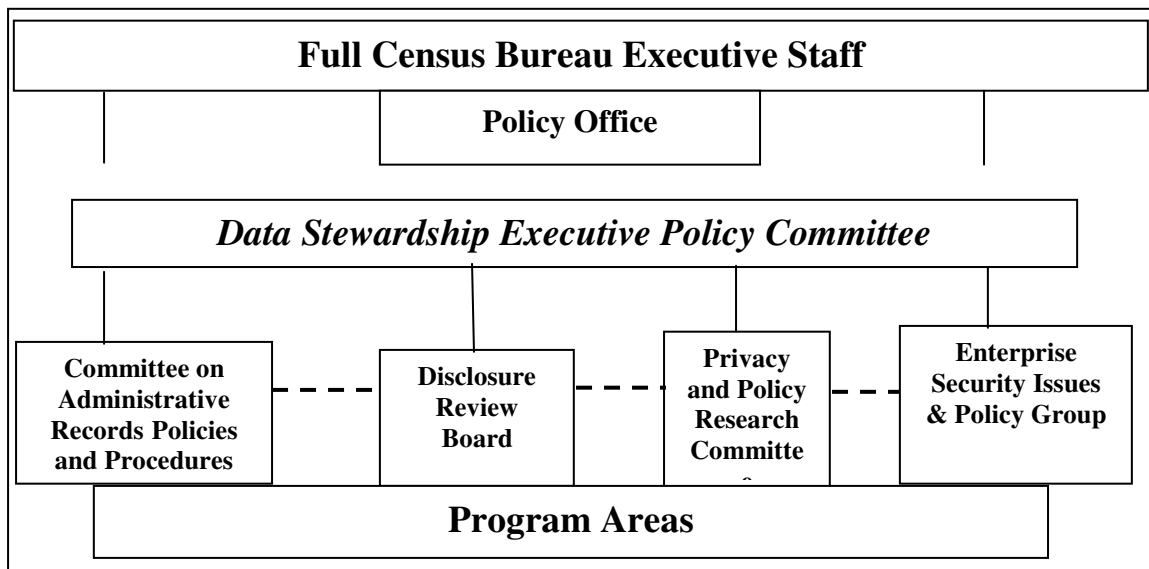 Full Census Bureau Executive Staff
Policy Office
Data Stewardship Executive Policy Committee
Committee on
Administrative
Records Policies
and Procedures
Disclosure
Review
Board
Privacy
and Policy
Research
Committe
Enterprise
Security Issues
& Policy Group
Program Areas